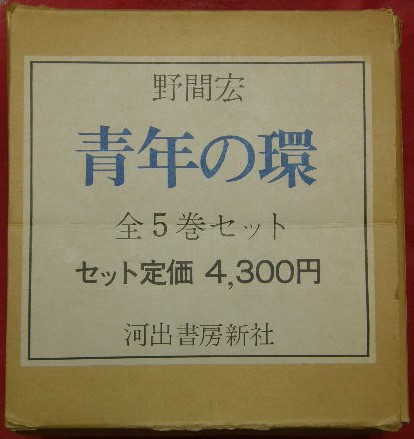 野間宏
青年の環
全5巻セット
セット定価 4,300円
河出書房新社